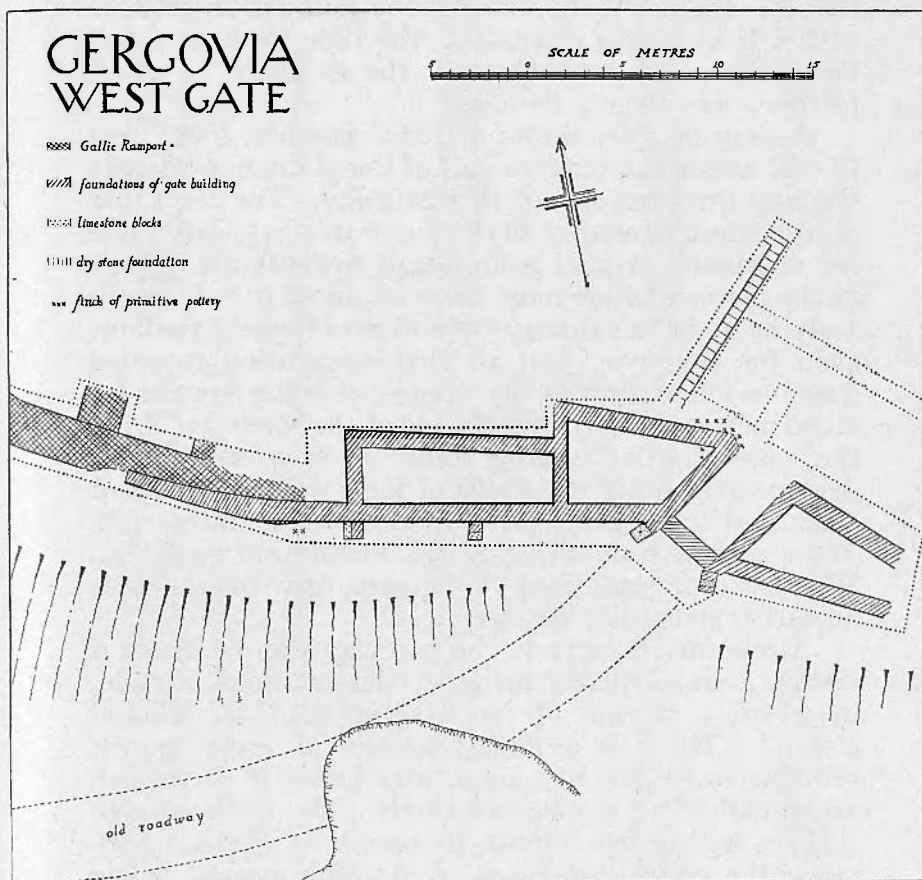 GERGOVIA
WEST GATE
Gallic Rampart
foundations of gate building
limestone blocks
dry stone foundation
××× finds of primitive pottery
SCALE OF METRES
5 0 5 10 15
×××× 
××
old roadway